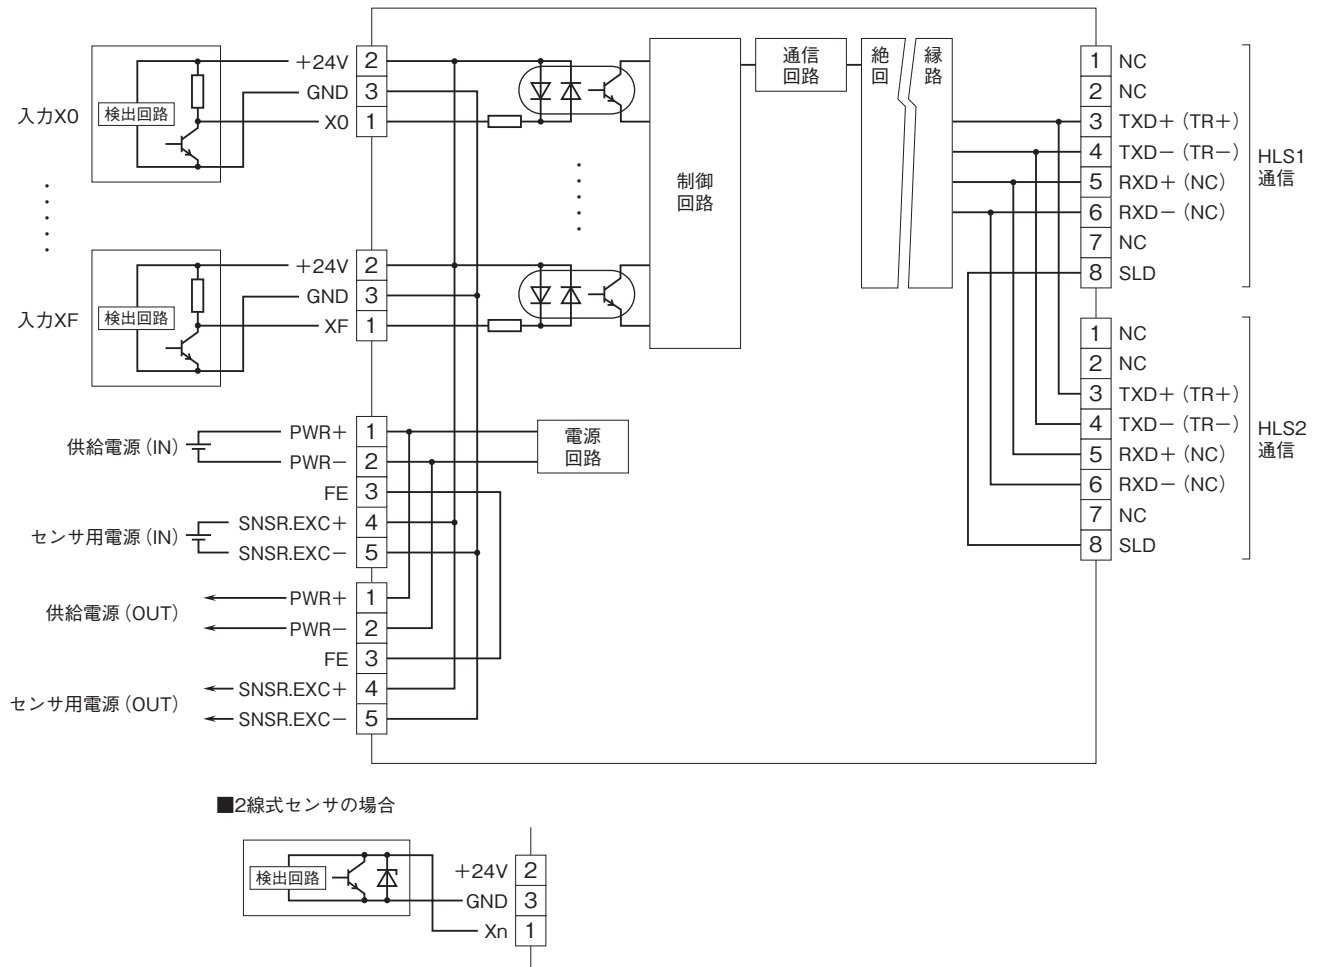 入力X0
検出回路
+24V 2
GND 3
X0 1
入力XF
検出回路
+24V 2
GND 3
XF 1
供給電源(IN)
PWR+ 1
PWR− 2
FE 3
センサ用電源(IN)
SNSR.EXC+ 4
SNSR.EXC− 5
供給電源(OUT)
PWR+ 1
PWR− 2
FE 3
センサ用電源(OUT)
SNSR.EXC+ 4
SNSR.EXC− 5
制御
回路
電源
回路
通信
回路
絶縁
回路
1 NC
2 NC
3 TXD+(TR+)
4 TXD−(TR−)
5 RXD+(NC)
6 RXD−(NC)
7 NC
8 SLD
HLS1
通信
1 NC
2 NC
3 TXD+(TR+)
4 TXD−(TR−)
5 RXD+(NC)
6 RXD−(NC)
7 NC
8 SLD
HLS2
通信
■2線式センサの場合
検出回路
+24V 2
GND 3
Xn 1